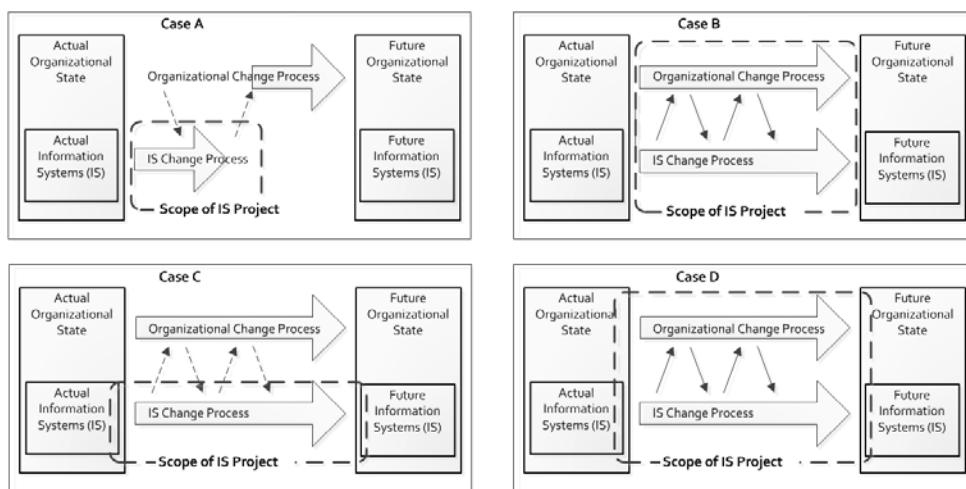 Case A
Actual
Organizational
State
Organizational Change Process
Future
Organizational
State
Actual
Information
Systems (IS)
IS Change Process
Future
Information
Systems (IS)
Scope of IS Project
Case B
Actual
Organizational
State
Organizational Change Process
Future
Organizational
State
Actual
Information
Systems (IS)
IS Change Process
Future
Information
Systems (IS)
Scope of IS Project
Case C
Actual
Organizational
State
Organizational Change Process
Future
Organizational
State
Actual
Information
Systems (IS)
IS Change Process
Future
Information
Systems (IS)
Scope of IS Project
Case D
Actual
Organizational
State
Organizational Change Process
Future
Organizational
State
Actual
Information
Systems (IS)
IS Change Process
Future
Information
Systems (IS)
Scope of IS Project